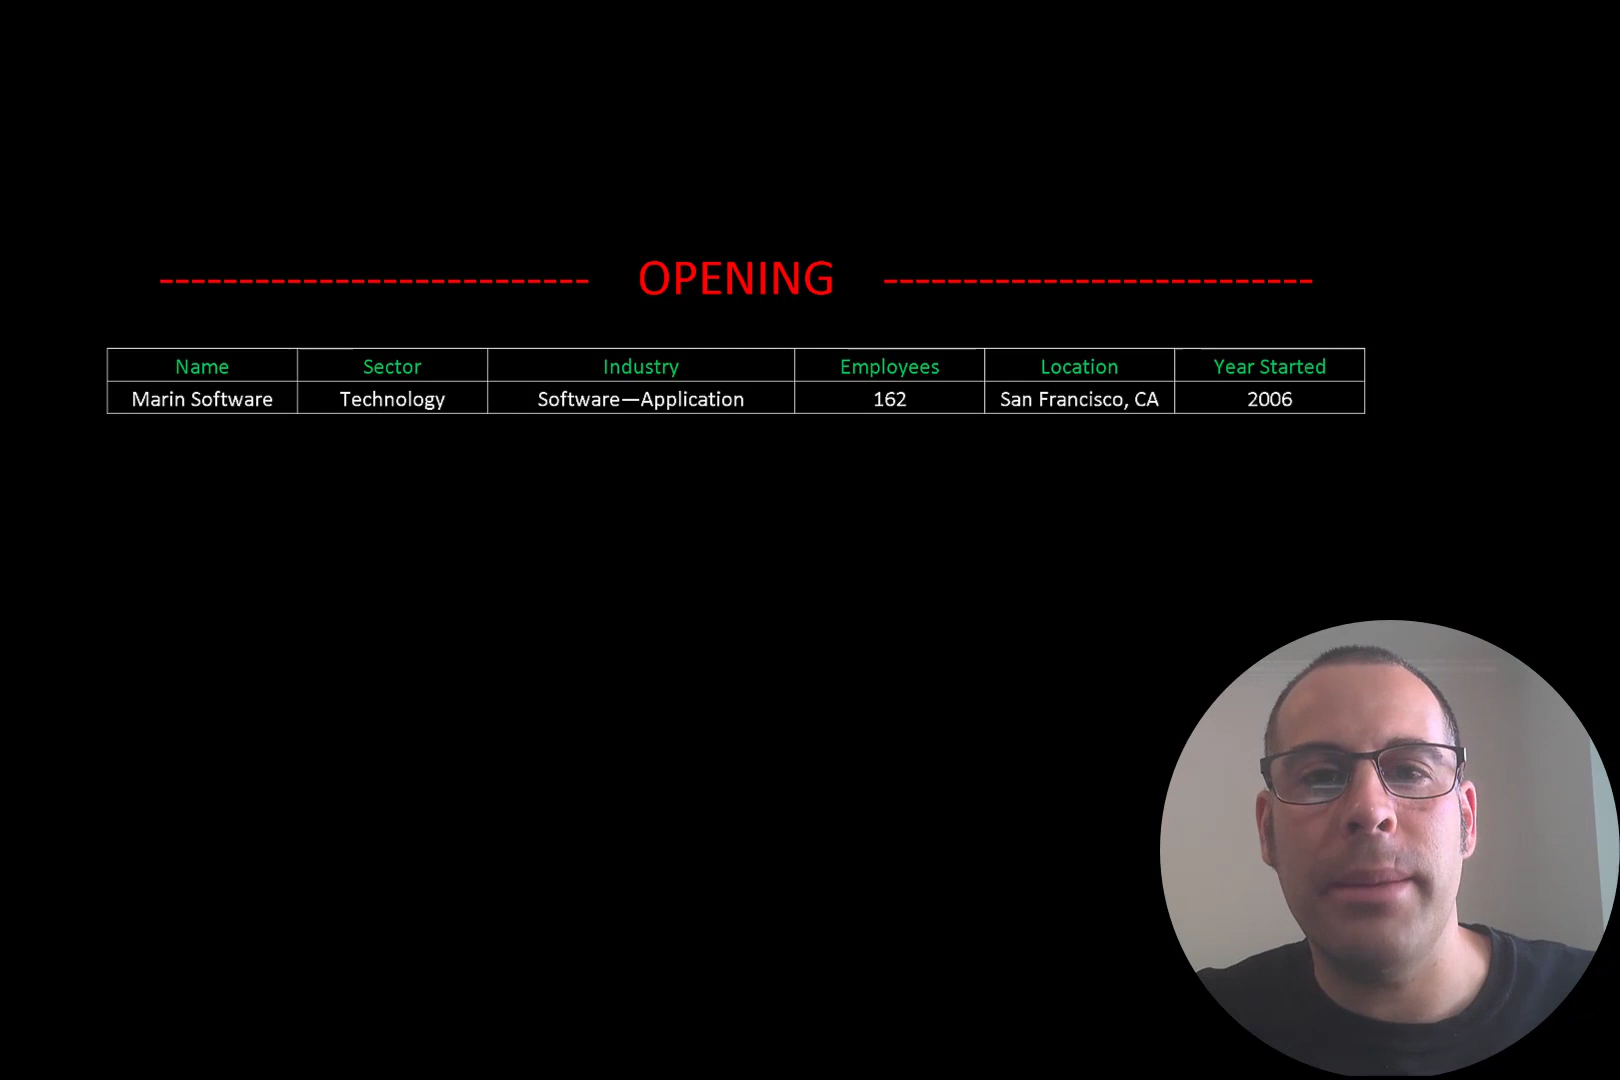 -------------------------- OPENING --------------------------
Name Sector Industry Employees Location Year Started
Marin Software Technology Software—Application 162 San Francisco, CA 2006